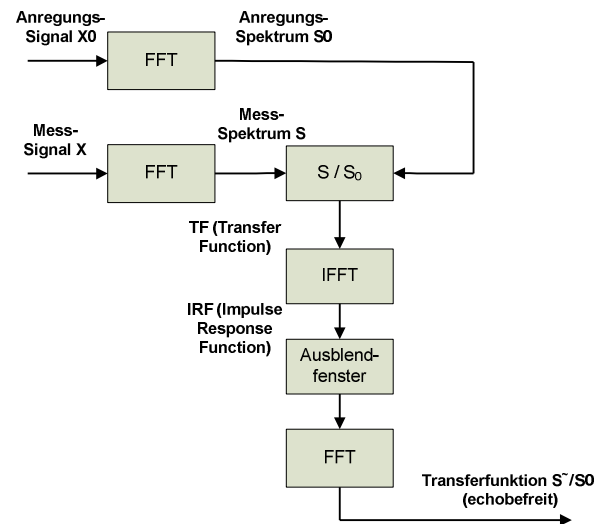 Anregungs-
Signal X0
Anregungs-
Spektrum S0
FFT
Mess-
Signal X
Mess-
Spektrum S
FFT
S / S₀
TF (Transfer
Function)
IFFT
IRF (Impulse
Response
Function)
Ausblend-
fenster
FFT
Transferfunktion S~/S0
(echobefreit)